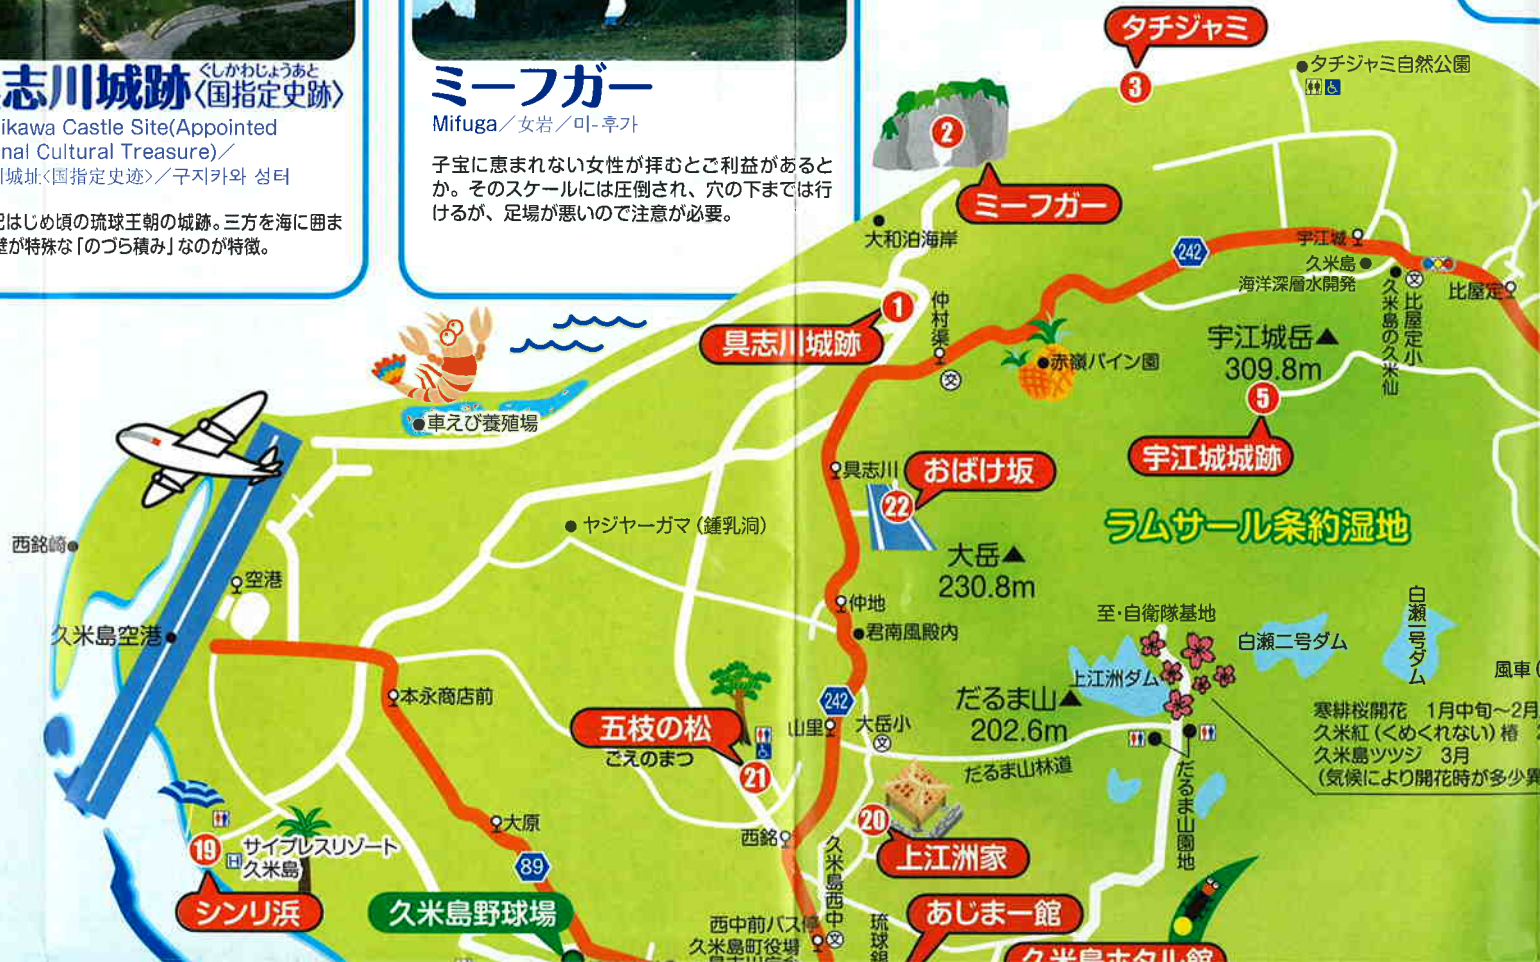 志川城跡
ぐしかわじょうあと
〈国指定史跡〉
ikawa Castle Site(Appointed
nal Cultural Treasure)／
城址〈国指定史迹〉／구지카와 성터
はじめ頃の琉球王朝の城跡。三方を海に囲ま
が特殊な「のづら積み」なのが特徴。
ミーフガー
Mifuga／女岩／미-후가
子宝に恵まれない女性が拝むとご利益があると
か。そのスケールには圧倒され、穴の下までは行
けるが、足場が悪いので注意が必要。
タチジャミ
3
タチジャミ自然公園
2
ミーフガー
大和泊海岸
242
宇江城
久米島
海洋深層水開発
久米島の久米仙
文
比屋定小
比屋定
1
仲村渠
具志川城跡
交
赤嶺パイン園
宇江城岳▲
309.8m
5
宇江城城跡
車えび養殖場
具志川
おばけ坂
22
ヤジヤーガマ（鍾乳洞）
大岳▲
230.8m
ラムサール条約湿地
西銘崎
空港
久米島空港
仲地
君南風殿内
至・自衛隊基地
白瀬二号ダム
白瀬一号ダム
上江洲ダム
風車（
本永商店前
242
だるま山▲
202.6m
五枝の松
ごえのまつ
21
山里
大岳小
文
だるま山林道
だるま山園地
寒緋桜開花　1月中旬〜2月
久米紅（くめくれない）椿
久米島ツツジ　3月
（気候により開花時が多少異
大原
西銘
20
上江洲家
19
H
サイプレスリゾート
久米島
シンリ浜
89
久米島野球場
久米島西中
文
西中前バス停
久米島町役場
琉球銀
あじまー館
久米島ホタル館